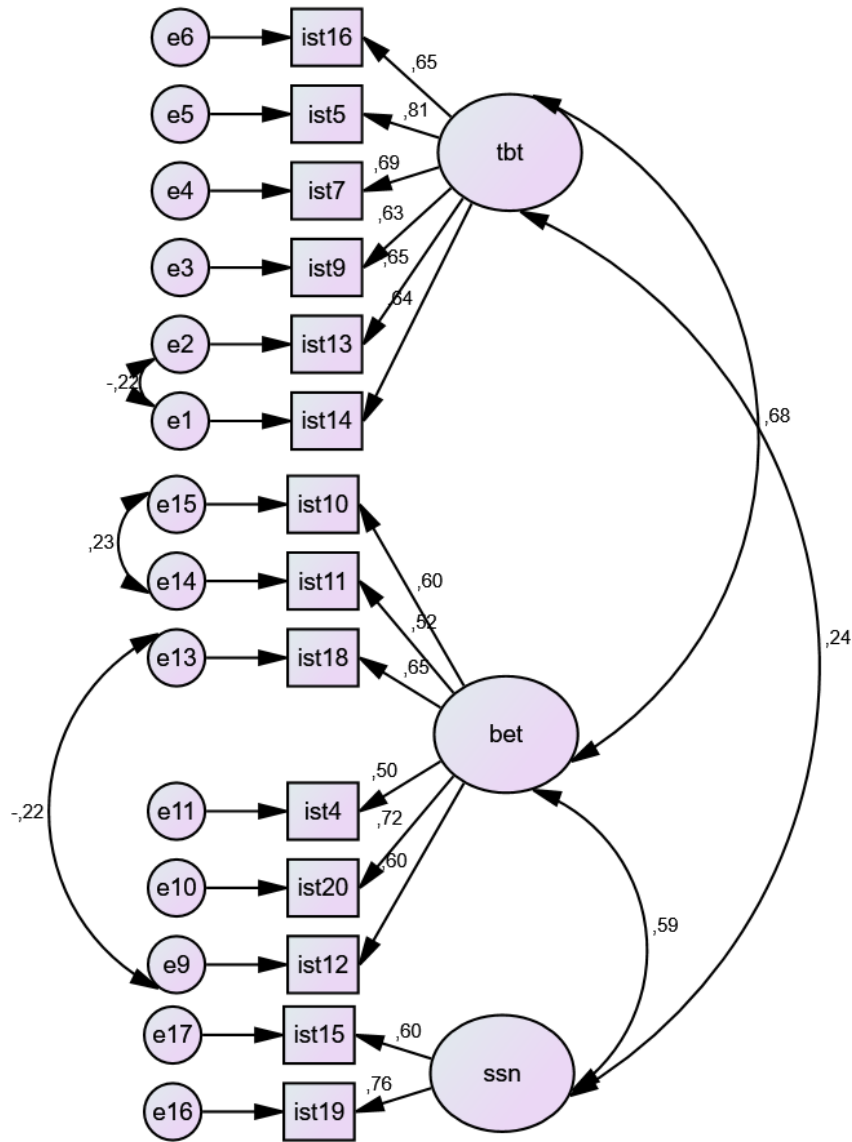 e6
ist16
,65
e5
ist5
,81
tbt
e4
ist7
,69
e3
ist9
,63
,65
e2
ist13
,64
-,22
e1
ist14
,68
e15
ist10
,23
,60
e14
ist11
,52
e13
ist18
,65
,24
bet
-,22
e11
ist4
,50
,72
e10
ist20
,60
e9
ist12
,59
e17
ist15
,60
ssn
e16
ist19
,76